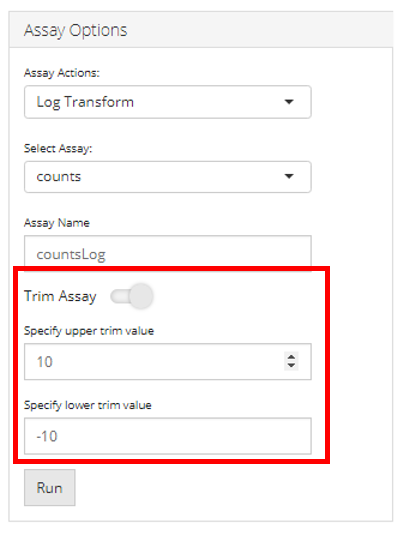 Assay Options
Assay Actions:
Log Transform
Select Assay:
counts
Assay Name
countsLog
Trim Assay
Specify upper trim value
10
Specify lower trim value
-10
Run